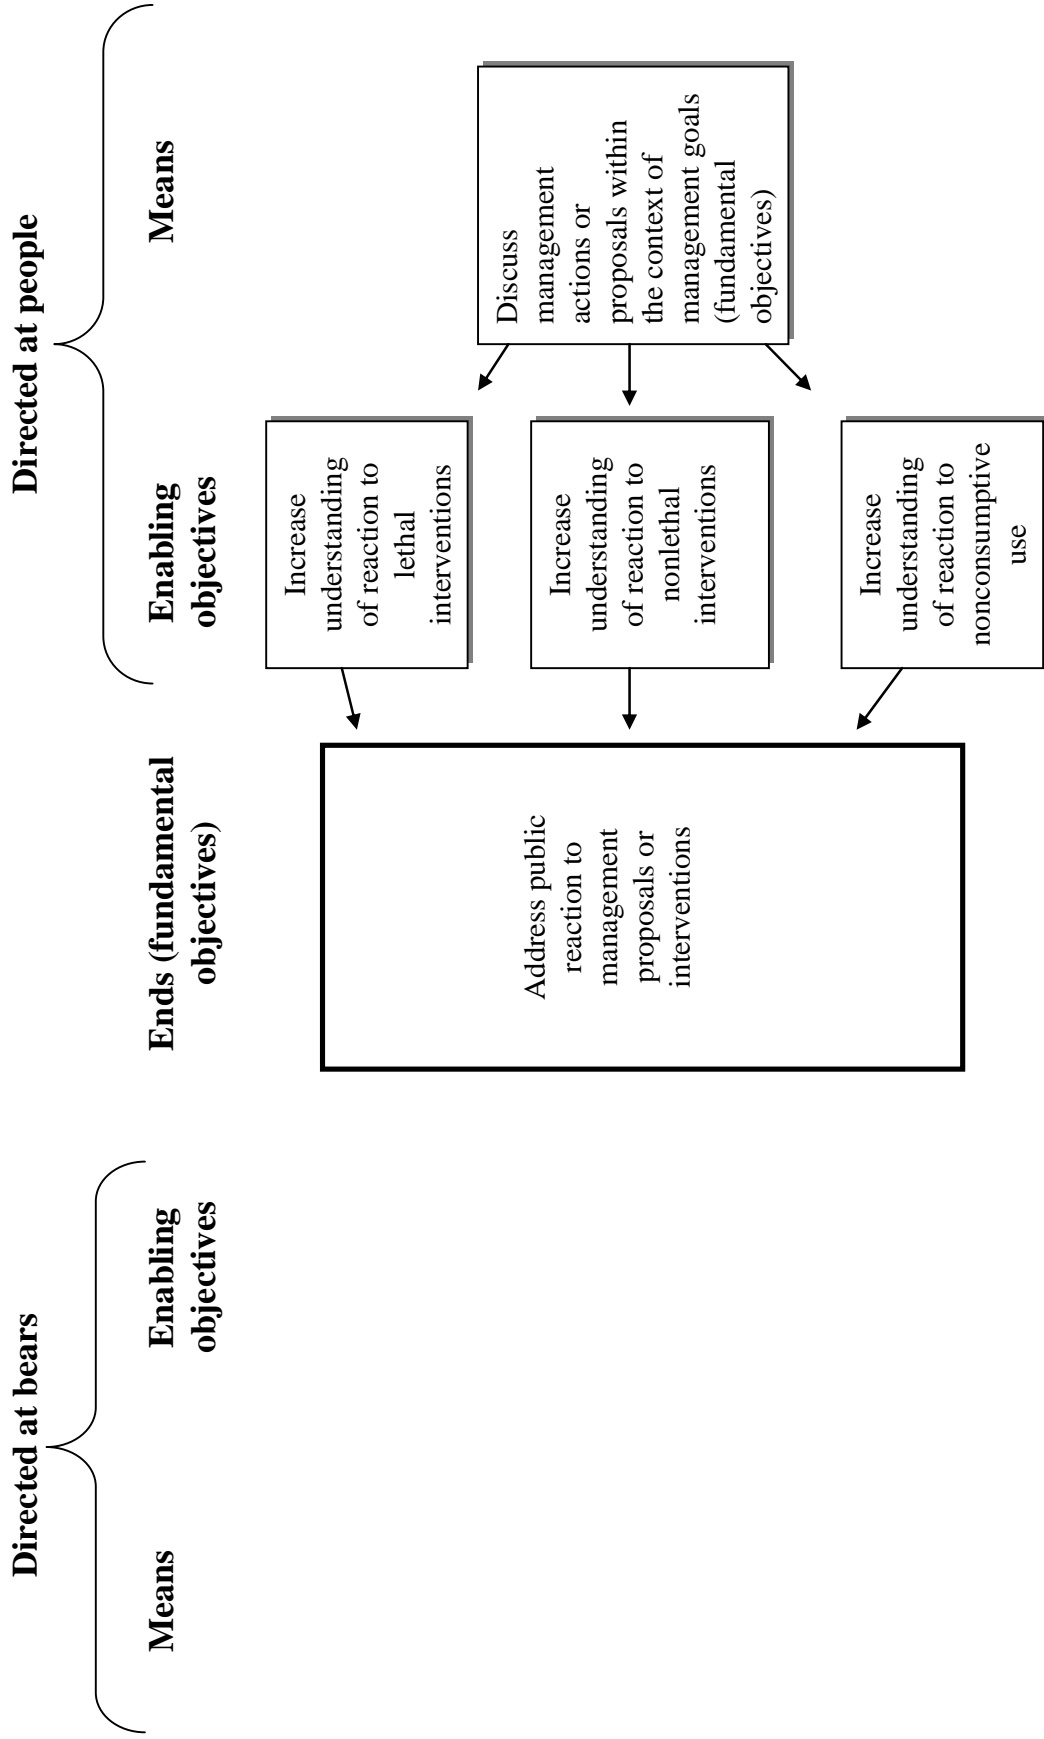 Directed at bears
Directed at people
Means
Enabling
objectives
Ends (fundamental
objectives)
Enabling
objectives
Means
Address public
reaction to
management
proposals or
interventions
Increase
understanding
of reaction to
lethal
interventions
Increase
understanding
of reaction to
nonlethal
interventions
Increase
understanding
of reaction to
nonconsumptive
use
Discuss
management
actions or
proposals within
the context of
management goals
(fundamental
objectives)